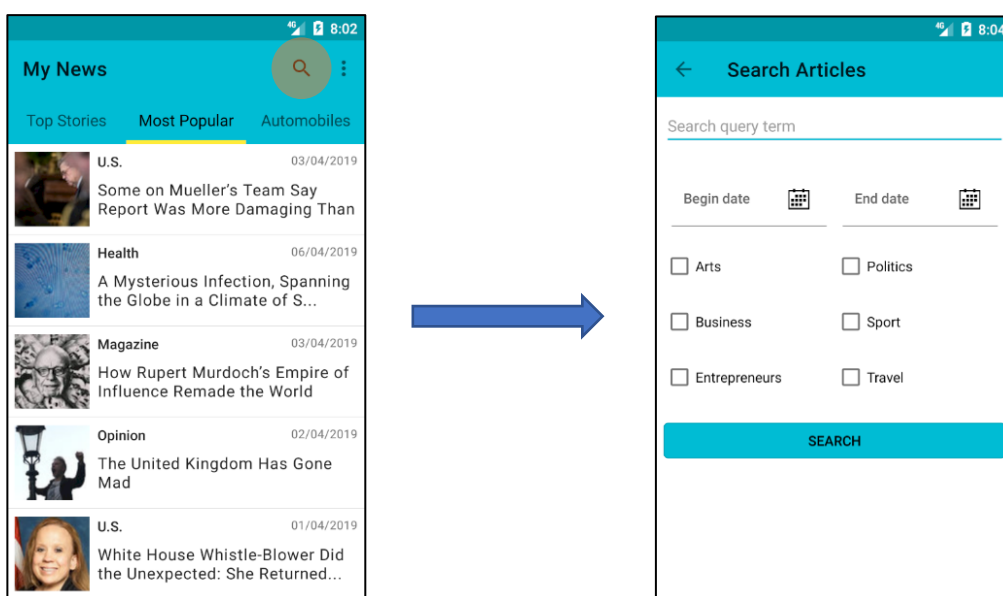 4G 8:02
My News
Top Stories Most Popular Automobiles
U.S. 03/04/2019
Some on Mueller's Team Say
Report Was More Damaging Than
Health 06/04/2019
A Mysterious Infection, Spanning
the Globe in a Climate of S...
Magazine 03/04/2019
How Rupert Murdoch's Empire of
Influence Remade the World
Opinion 02/04/2019
The United Kingdom Has Gone
Mad
U.S. 01/04/2019
White House Whistle-Blower Did
the Unexpected: She Returned...
4G 8:04
Search Articles
Search query term
Begin date End date
Arts Politics
Business Sport
Entrepreneurs Travel
SEARCH